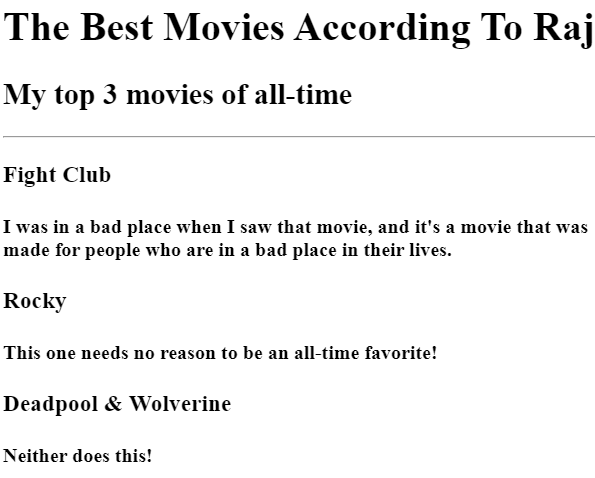 The Best Movies According To Raj
My top 3 movies of all-time
Fight Club
I was in a bad place when I saw that movie, and it's a movie that was
made for people who are in a bad place in their lives.
Rocky
This one needs no reason to be an all-time favorite!
Deadpool & Wolverine
Neither does this!